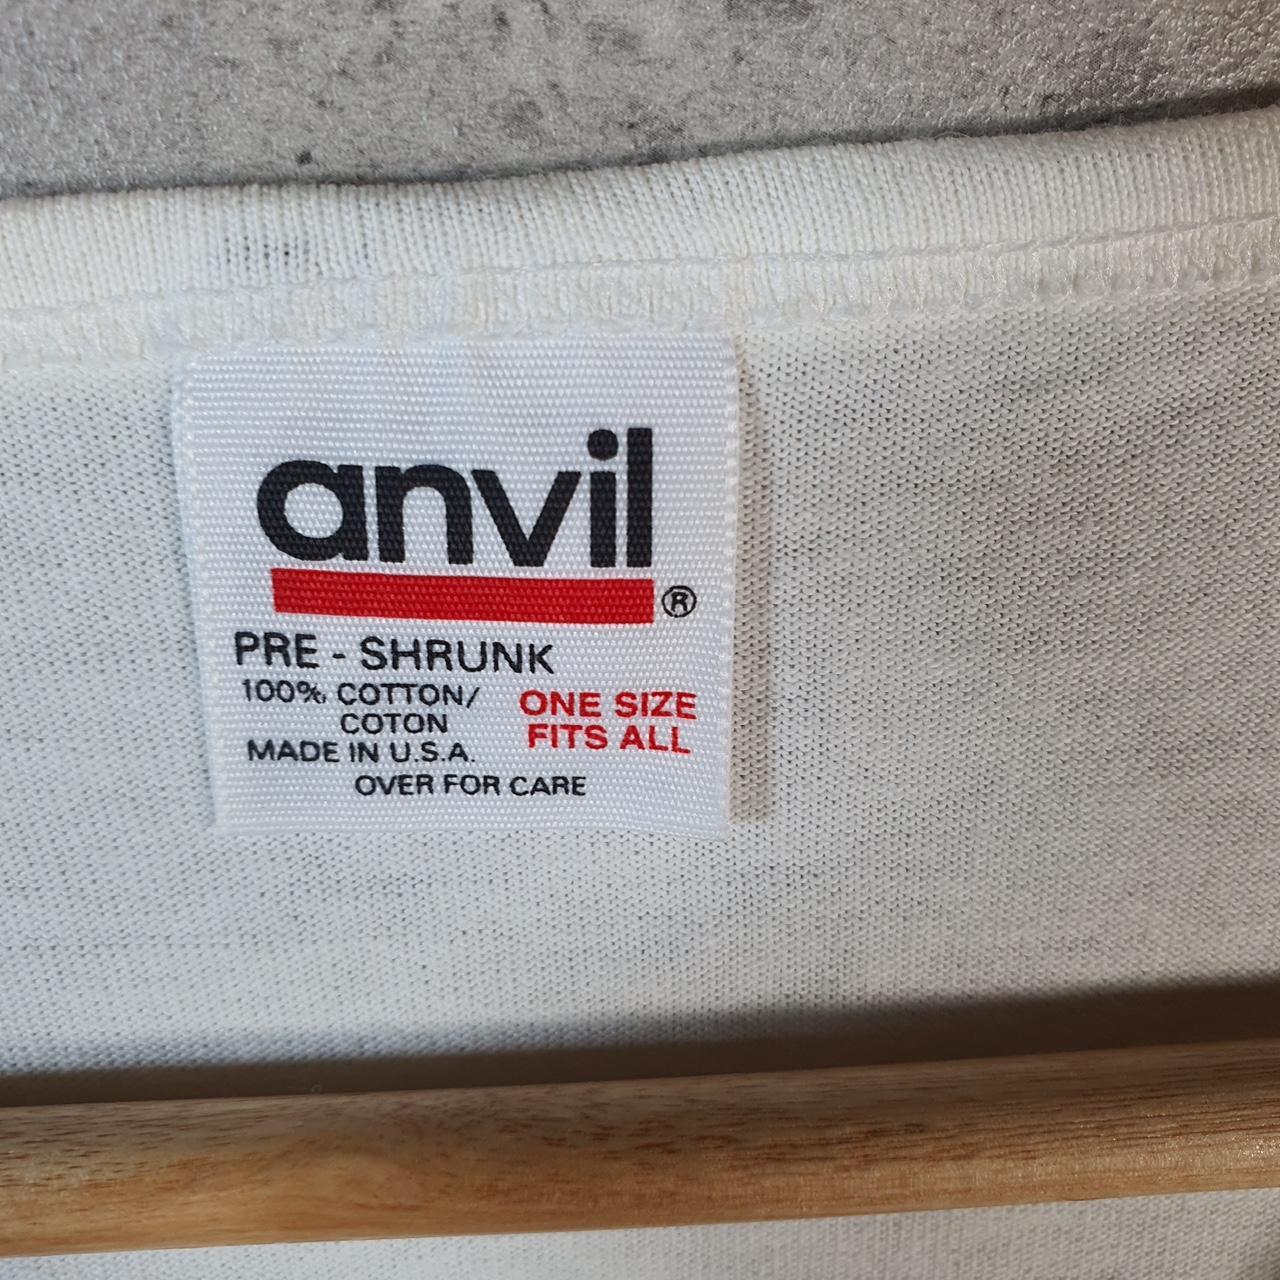 anvil
®
PRE - SHRUNK
100% COTTON/
COTON
MADE IN U.S.A.
ONE SIZE
FITS ALL
OVER FOR CARE